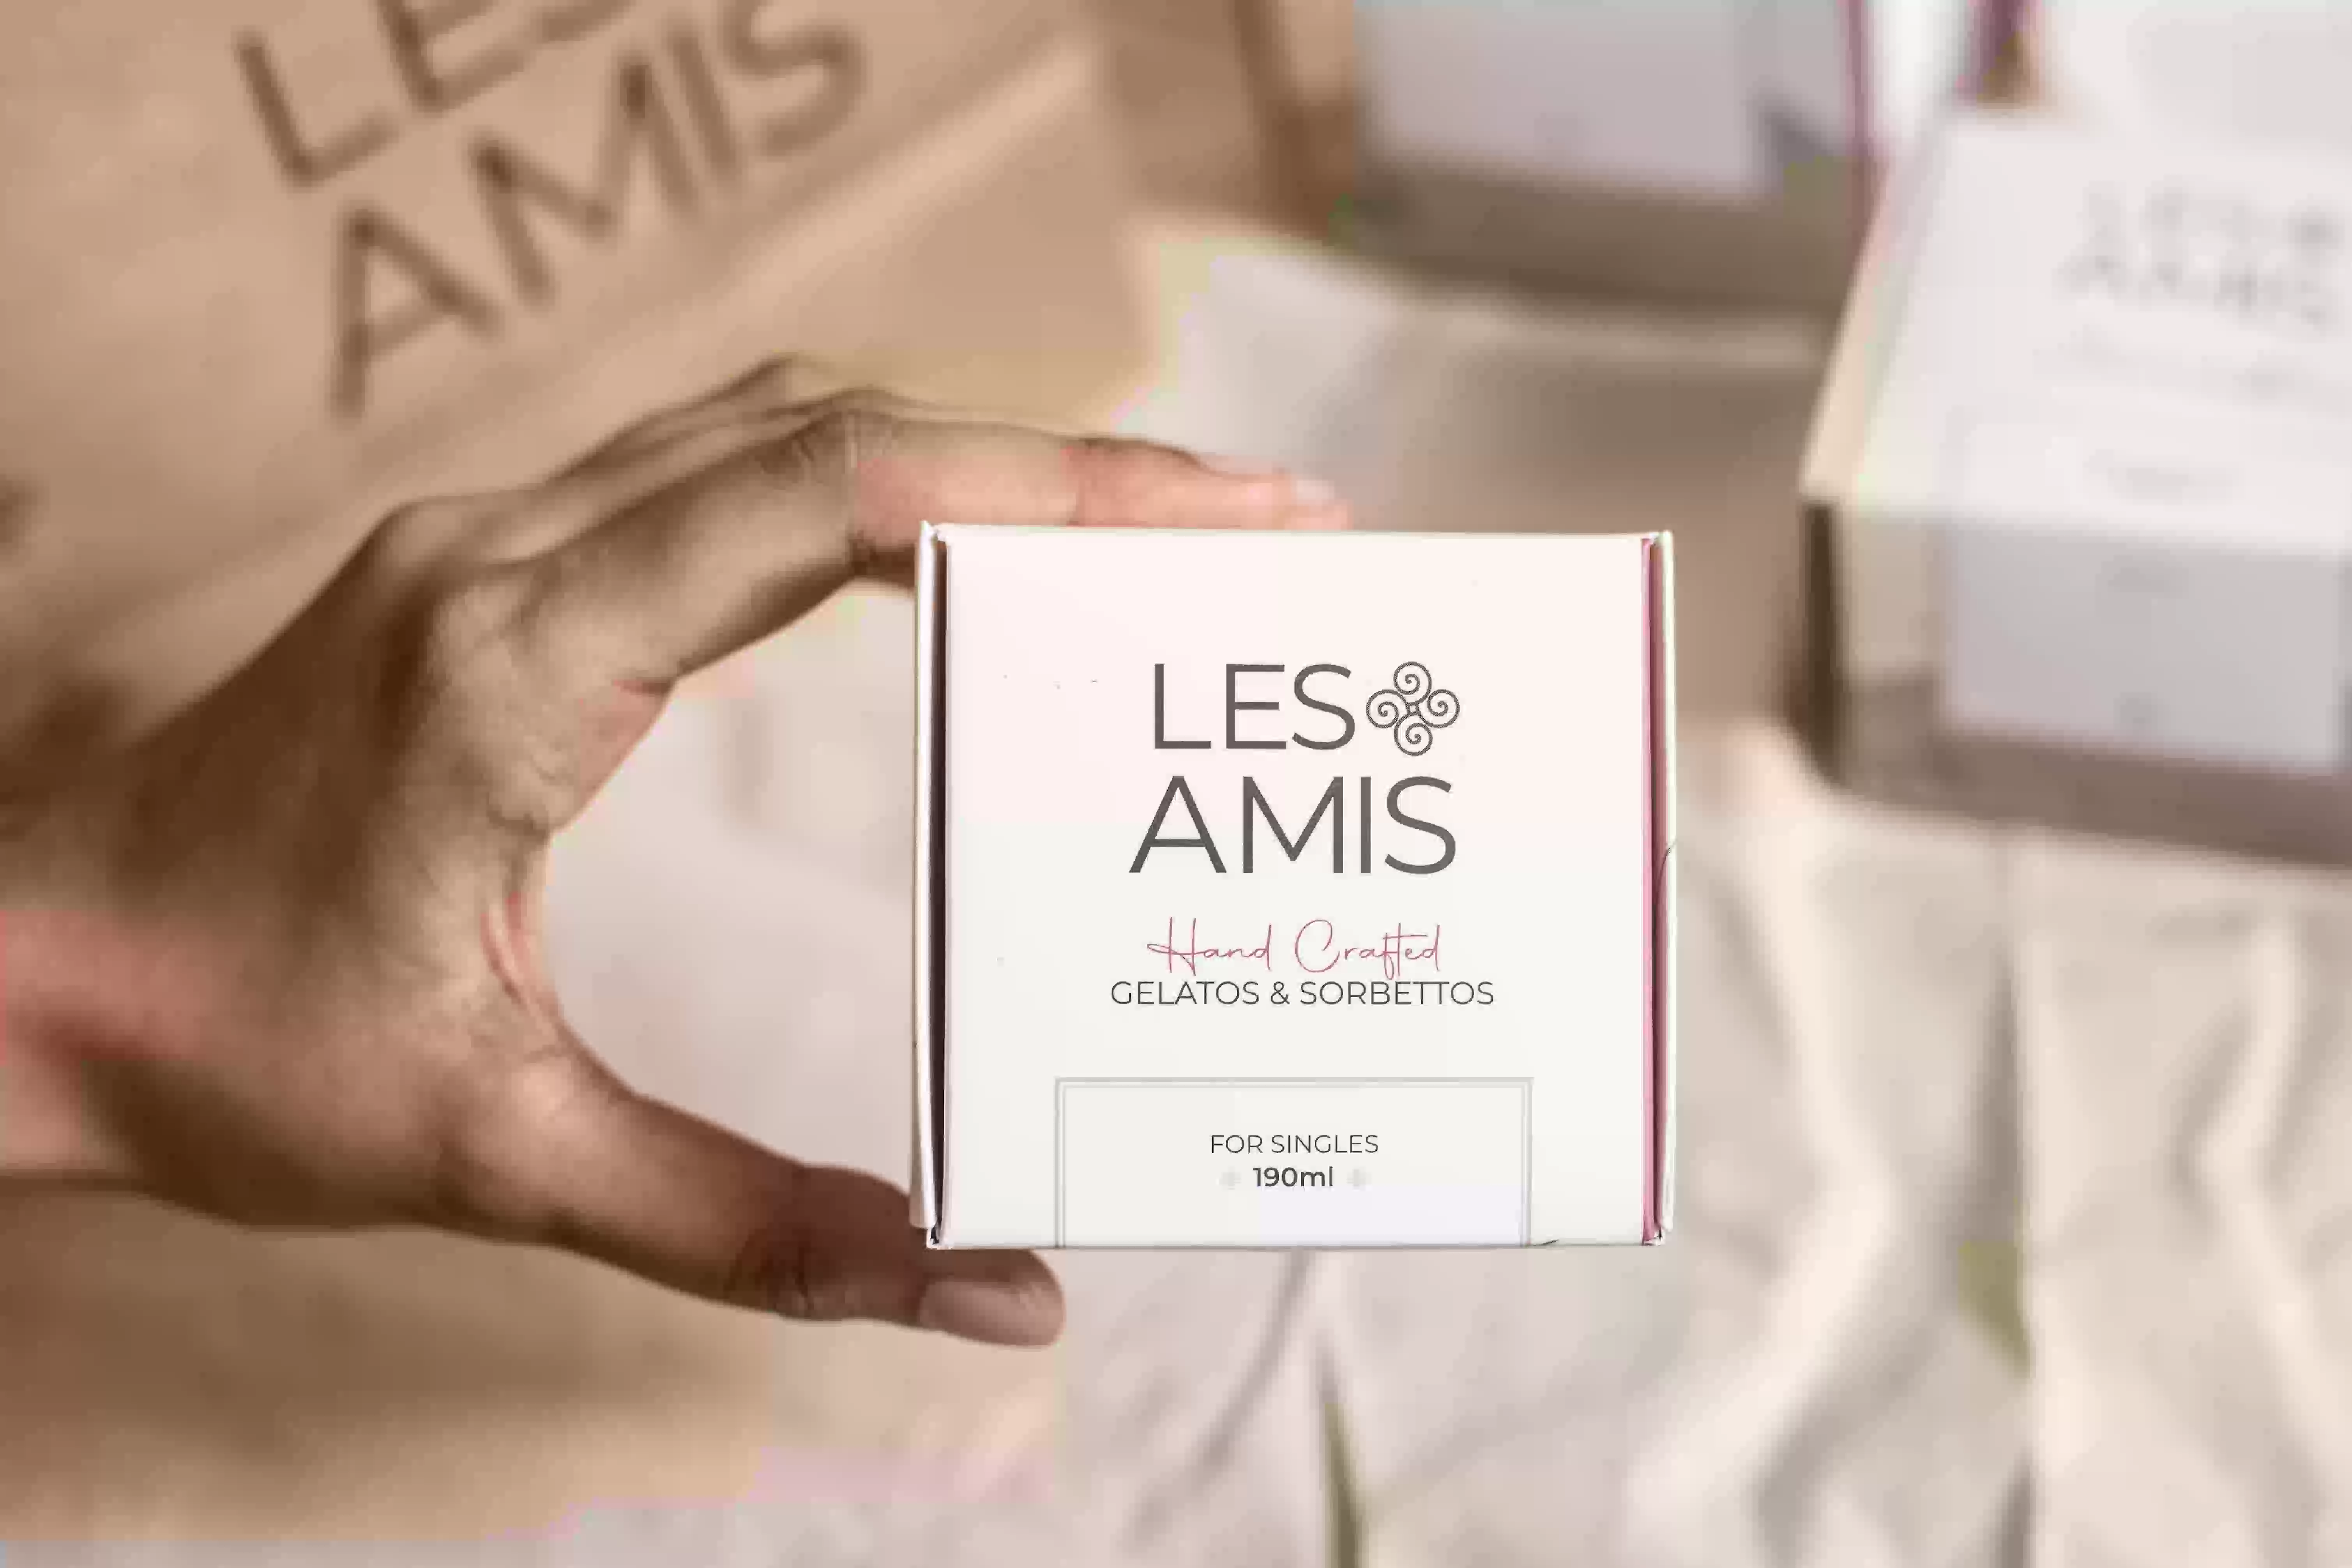 LES
AMIS
LES
AMIS
Hand Crafted
GELATOS & SORBETTOS
FOR SINGLES
190ml